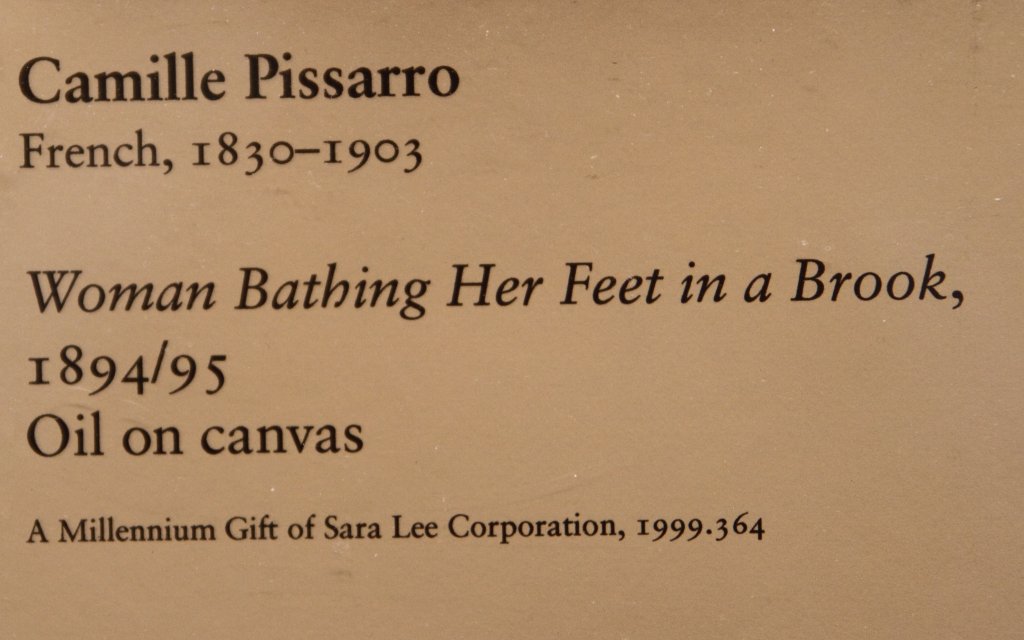 Camille Pissarro
French, 1830–1903
Woman Bathing Her Feet in a Brook,
1894/95
Oil on canvas
A Millennium Gift of Sara Lee Corporation, 1999.364